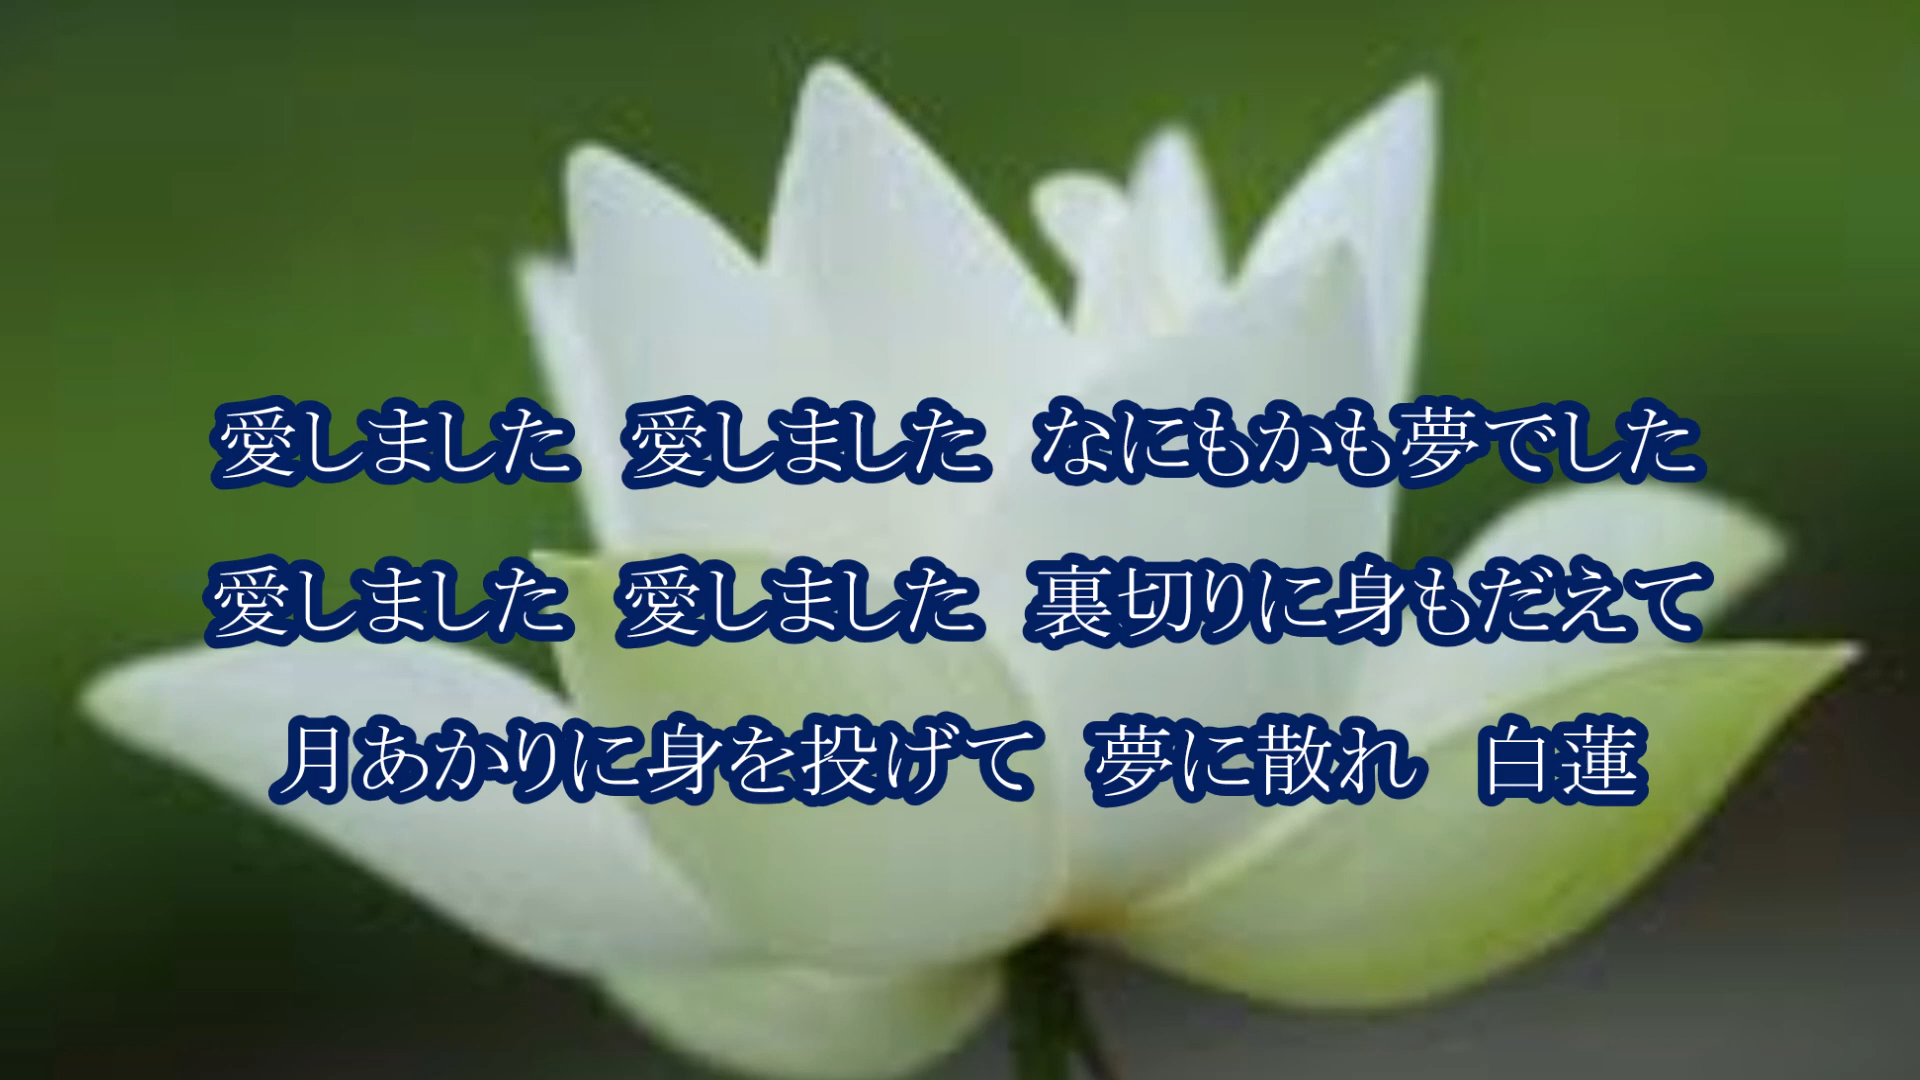 愛しました　愛しました　なにもかも夢でした
愛しました　愛しました　裏切りに身もだえて
月あかりに身を投げて　夢に散れ　白蓮